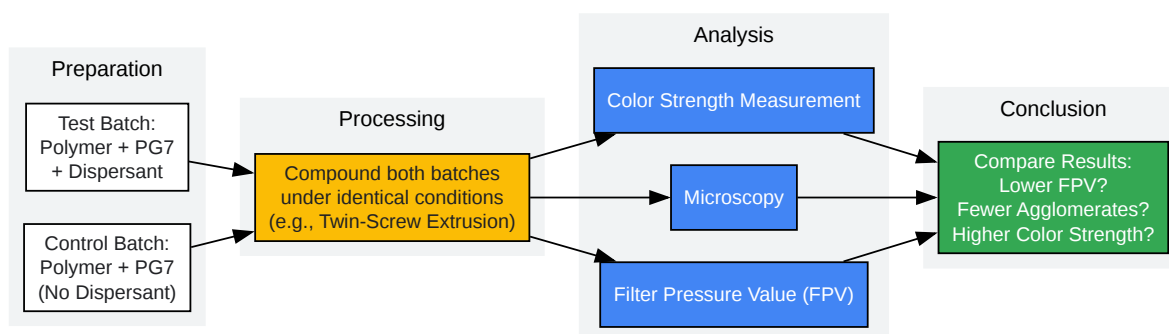 Preparation
Test Batch:
Polymer + PG7
+ Dispersant
Control Batch:
Polymer + PG7
(No Dispersant)
Processing
Compound both batches
under identical conditions
(e.g., Twin-Screw Extrusion)
Analysis
Color Strength Measurement
Microscopy
Filter Pressure Value (FPV)
Conclusion
Compare Results:
Lower FPV?
Fewer Agglomerates?
Higher Color Strength?